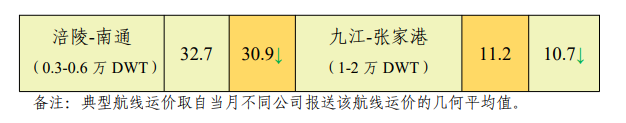 涪陵-南通
(0.3-0.6 万 DWT)
32.7
30.9↓
九江-张家港
(1-2 万 DWT)
11.2
10.7↓
备注：典型航线运价取自当月不同公司报送该航线运价的几何平均值。